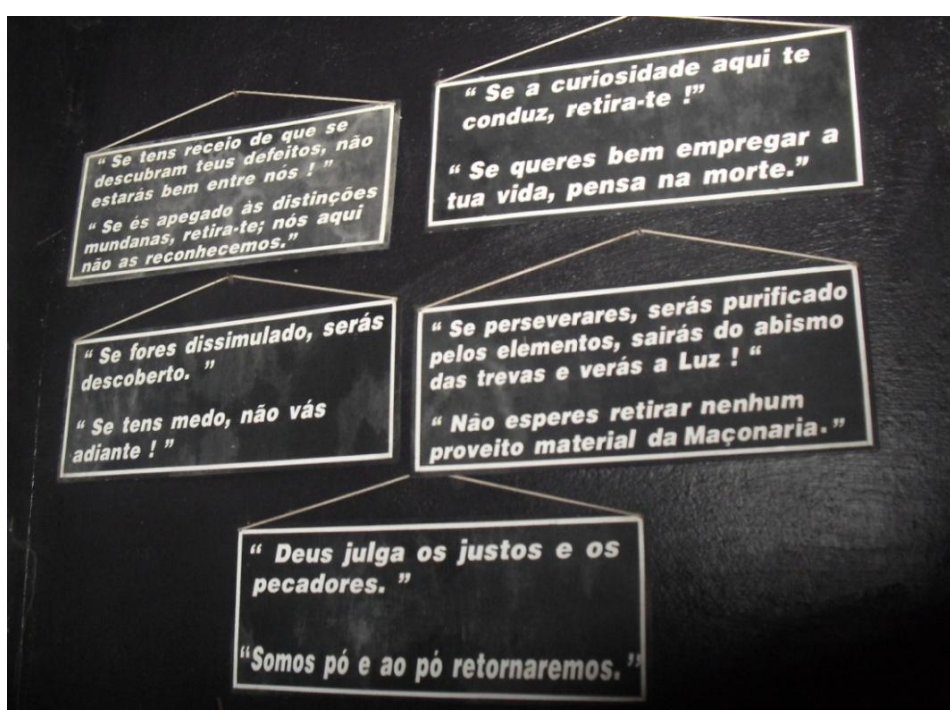 “ Se tens receio de que se
descubram teus defeitos, não
estarás bem entre nós ! ”
“ Se és apegado às distinções
mundanas, retira-te; nós aqui
não as reconhecemos.”
“ Se a curiosidade aqui te
conduz, retira-te !”
“ Se queres bem empregar a
tua vida, pensa na morte.”
“ Se fores dissimulado, serás
descoberto. ”
“ Se tens medo, não vás
adiante ! ”
“ Se perseverares, serás purificado
pelos elementos, sairás do abismo
das trevas e verás a Luz ! “
“ Não esperes retirar nenhum
proveito material da Maçonaria.”
“ Deus julga os justos e os
pecadores. ”
“Somos pó e ao pó retornaremos.”